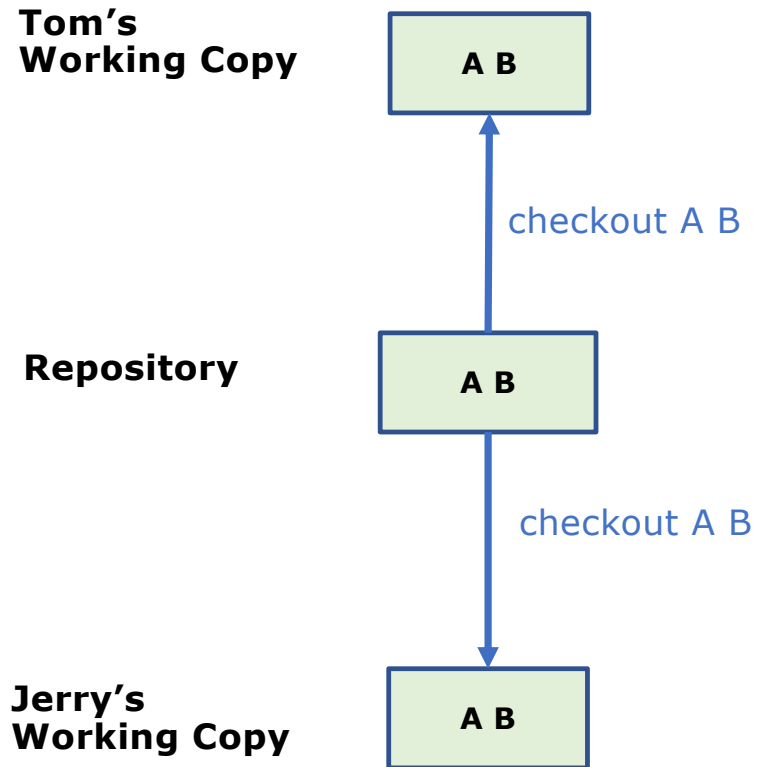 Tom’s
Working Copy
A B
checkout A B
Repository
A B
checkout A B
Jerry’s
Working Copy
A B